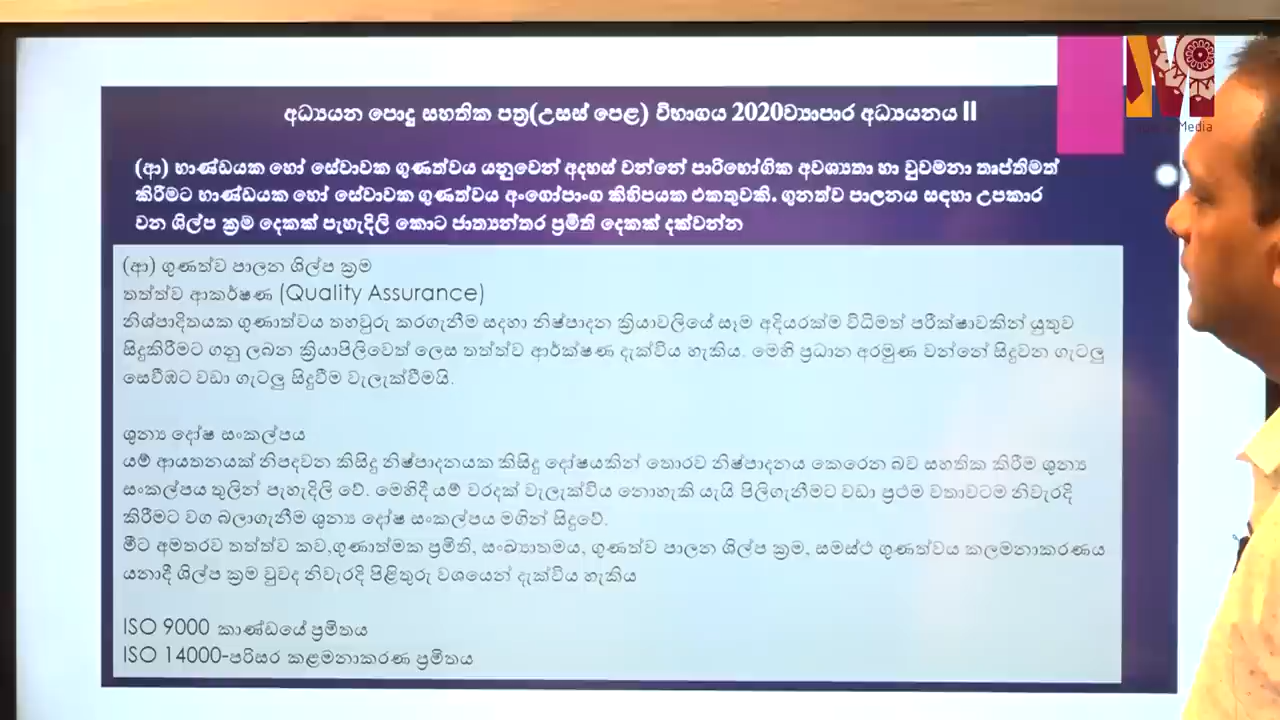 අධ්‍යයන පොදු සහතික පත්‍ර(උසස් පෙළ) විභාගය 2020ව්‍යාපාර අධ්‍යයනය II
(ආ) භාණ්ඩයක හෝ සේවාවක ගුණත්වය යනුවෙන් අදහස් වන්නේ පාරිභෝගික අවශ්‍යතා හා වුවමනා තෘප්තිමත්
කිරීමට භාණ්ඩයක හෝ සේවාවක ගුණත්වය අංගෝපාංග කිහිපයක එකතුවකි. ගුනත්ව පාලනය සඳහා උපකාර
වන ශිල්ප ක්‍රම දෙකක් පැහැදිලි කොට ජාත්‍යන්තර ප්‍රමිති දෙකක් දක්වන්න
(ආ) ගුණත්ව පාලන ශිල්ප ක්‍රම
තත්ත්ව ආකර්ෂණ (Quality Assurance)
නිශ්පාදිතයක ගුණාත්වය තහවුරු කරගැනීම සදහා නිෂ්පාදන ක්‍රියාවලියේ සෑම අදියරක්ම විධිමත් පරීක්ෂාවකින් යුතුව
සිදුකිරීමට ගනු ලබන ක්‍රියාපිලිවෙත් ලෙස තත්ත්ව ආර්ක්ෂණ දැක්විය හැකිය. මෙහි ප්‍රධාන අරමුණ වන්නේ සිදුවන ගැටලු
සෙවීඹට වඩා ගැටලු සිදුවීම වැලැක්වීමයි.
ශුන්‍ය දෝෂ සංකල්පය
යම් ආයතනයක් නිපදවන කිසිදු නිෂ්පාදනයක කිසිදු දෝෂයකින් තොරව නිෂ්පාදනය කෙරෙන බව සහතික කිරීම ශුන්‍ය
සංකල්පය තුලින් පැහැදිලි වේ. මෙහිදී යම් වරදක් වැලැක්විය නොහැකි යැයි පිලිගැනීමට වඩා ප්‍රථම වතාවටම නිවැරදි
කිරීමට වග බලාගැනීම ශුන්‍ය දෝෂ සංකල්පය මගින් සිදුවේ.
මීට අමතරව තත්ත්ව කව,ගුණාත්මක ප්‍රමිති, සංඛ්‍යාතමය, ගුණත්ව පාලන ශිල්ප ක්‍රම, සමස්ථ ගුණත්වය කලමනාකරණය
යනාදී ශිල්ප ක්‍රම වුවද නිවැරදි පිළිතුරු වශයෙන් දැක්විය හැකිය
ISO 9000 කාණ්ඩයේ ප්‍රමිතය
ISO 14000-පරිසර කළමනාකරණ ප්‍රමිතය